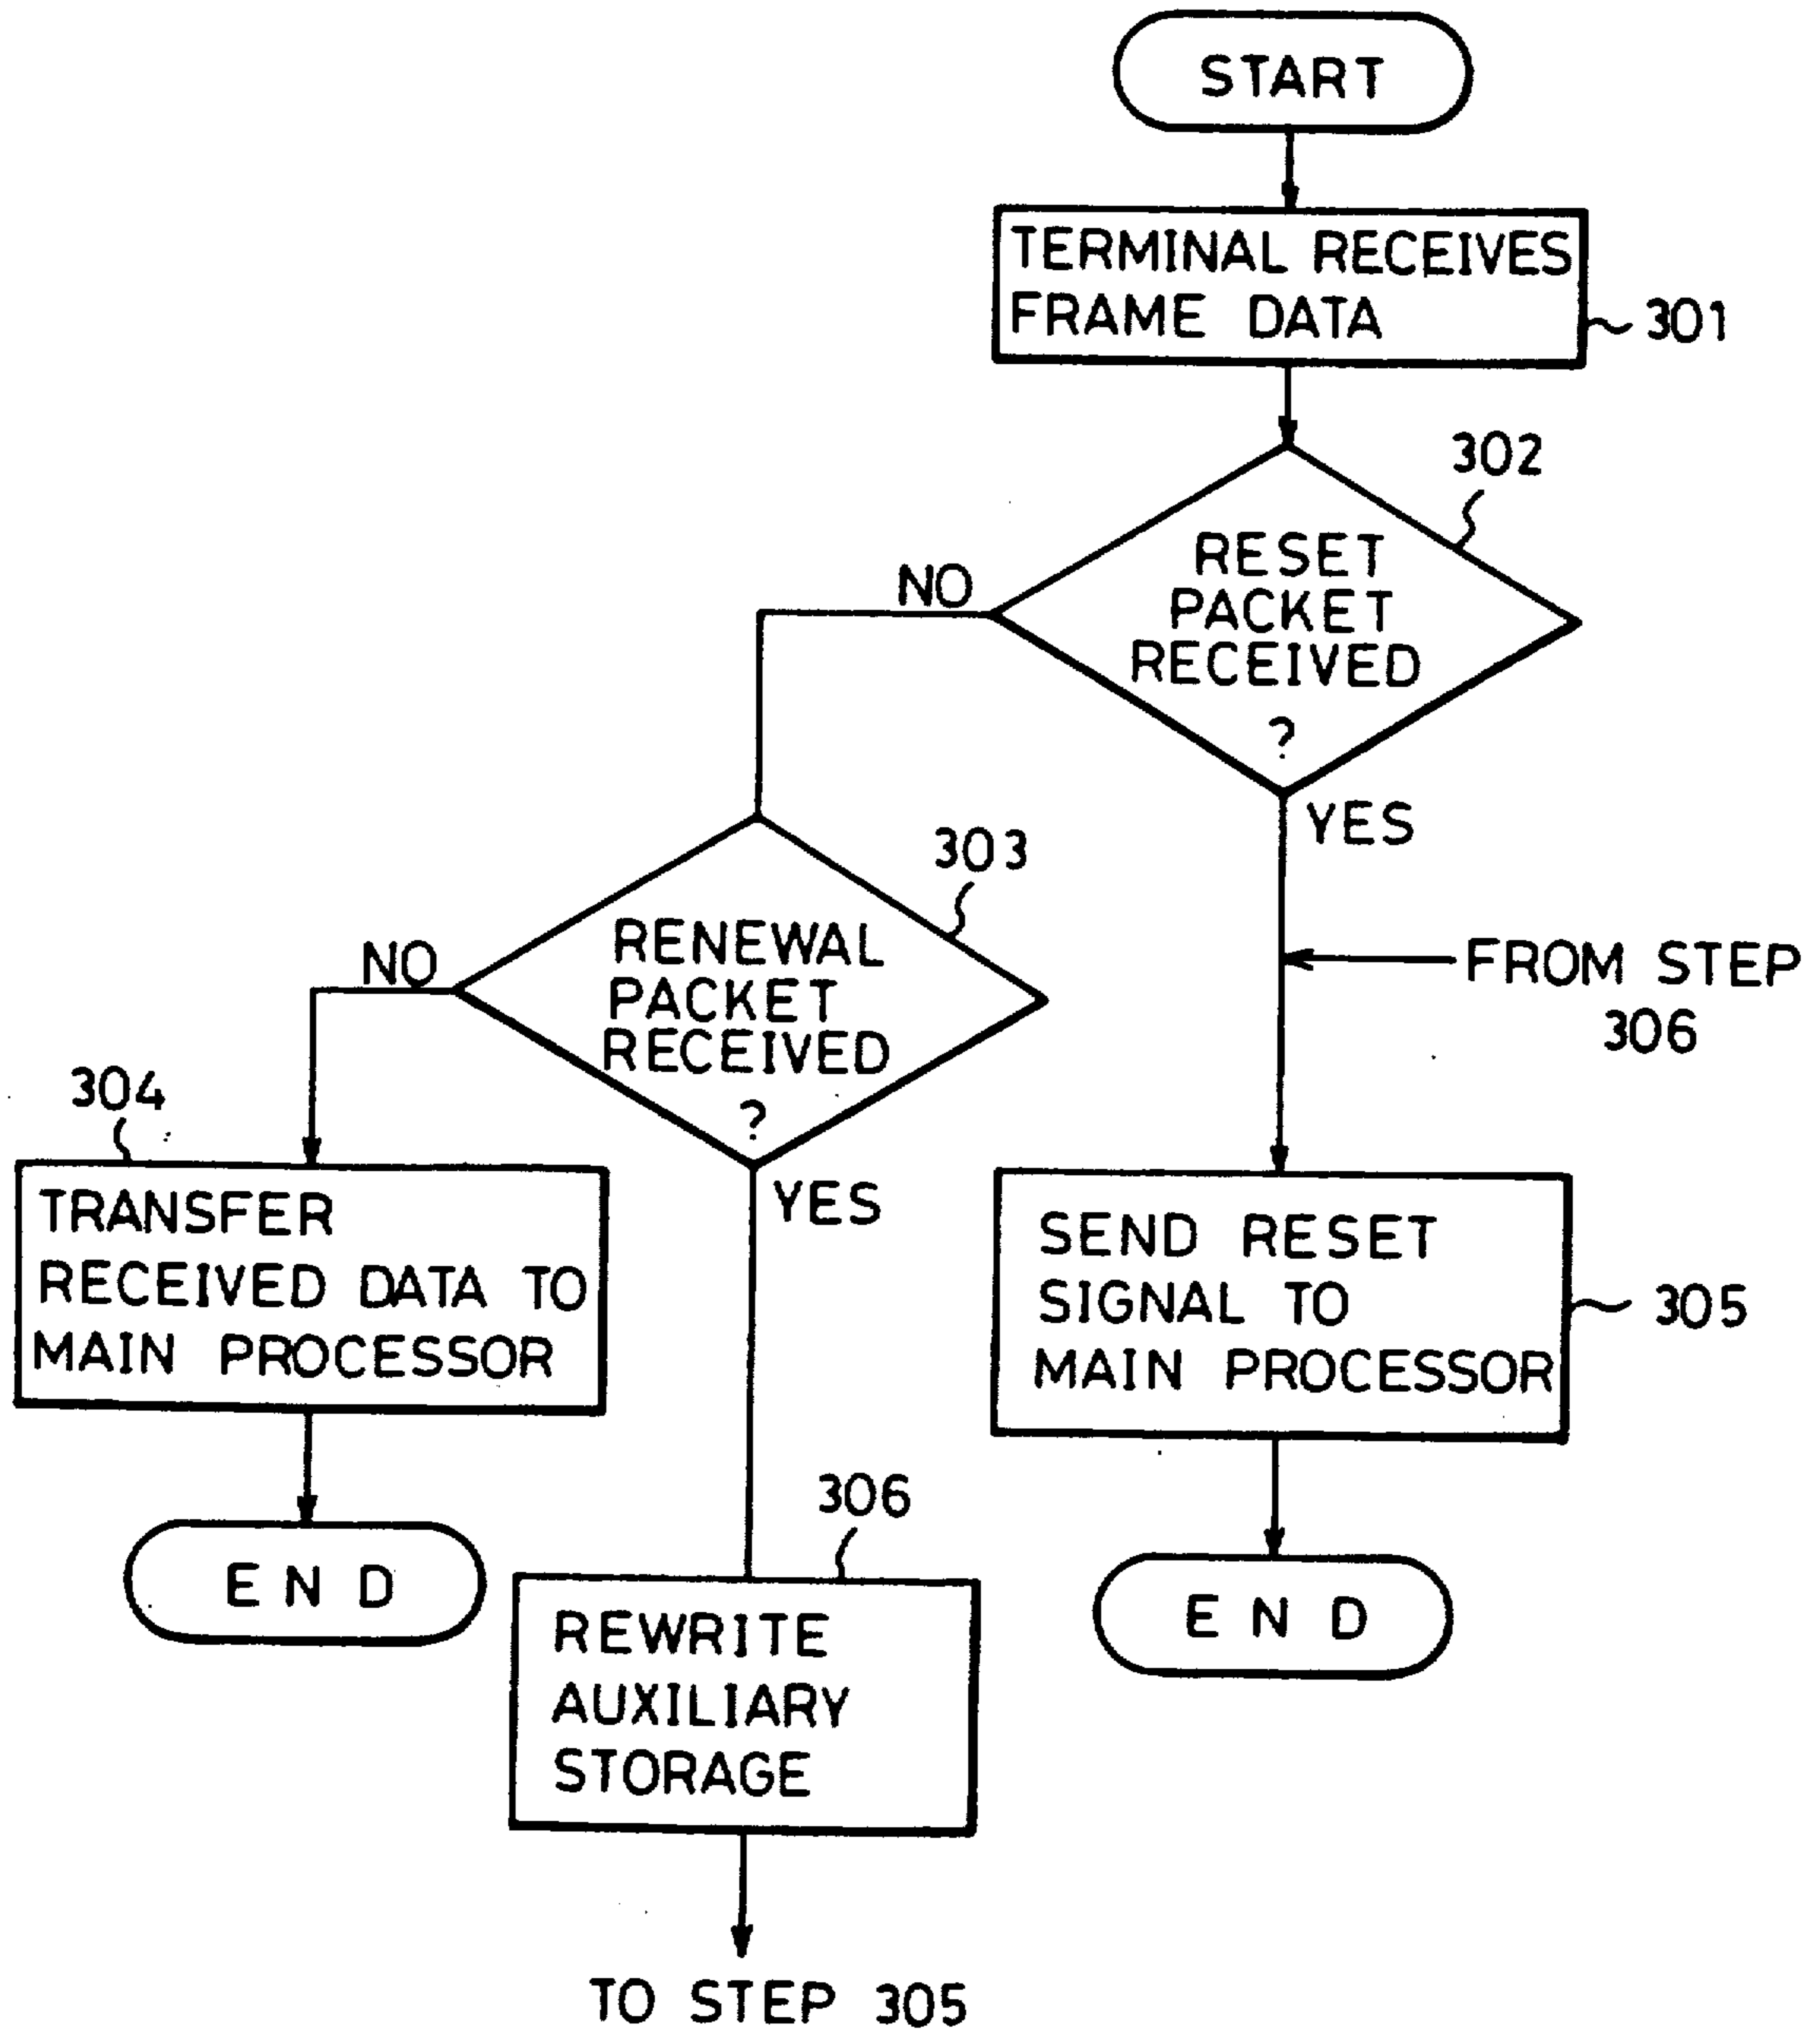 START
TERMINAL RECEIVES
FRAME DATA
301
302
RESET
PACKET
RECEIVED
?
NO
YES
303
RENEWAL
PACKET
RECEIVED
?
NO
YES
FROM STEP
306
304
TRANSFER
RECEIVED DATA TO
MAIN PROCESSOR
SEND RESET
SIGNAL TO
MAIN PROCESSOR
305
END
306
REWRITE
AUXILIARY
STORAGE
END
TO STEP 305